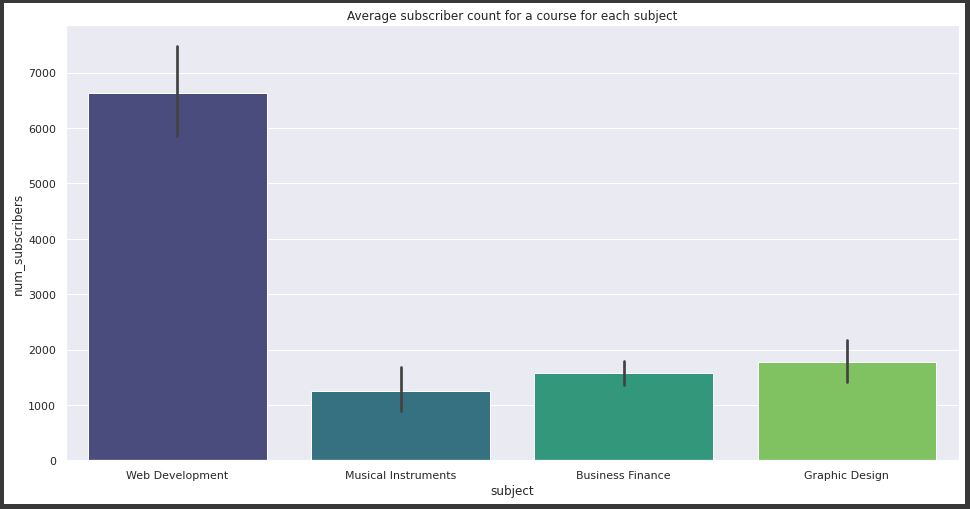 Average subscriber count for a course for each subject
num_subscribers
7000
6000
5000
4000
3000
2000
1000
0
Web Development Musical Instruments Business Finance Graphic Design
subject